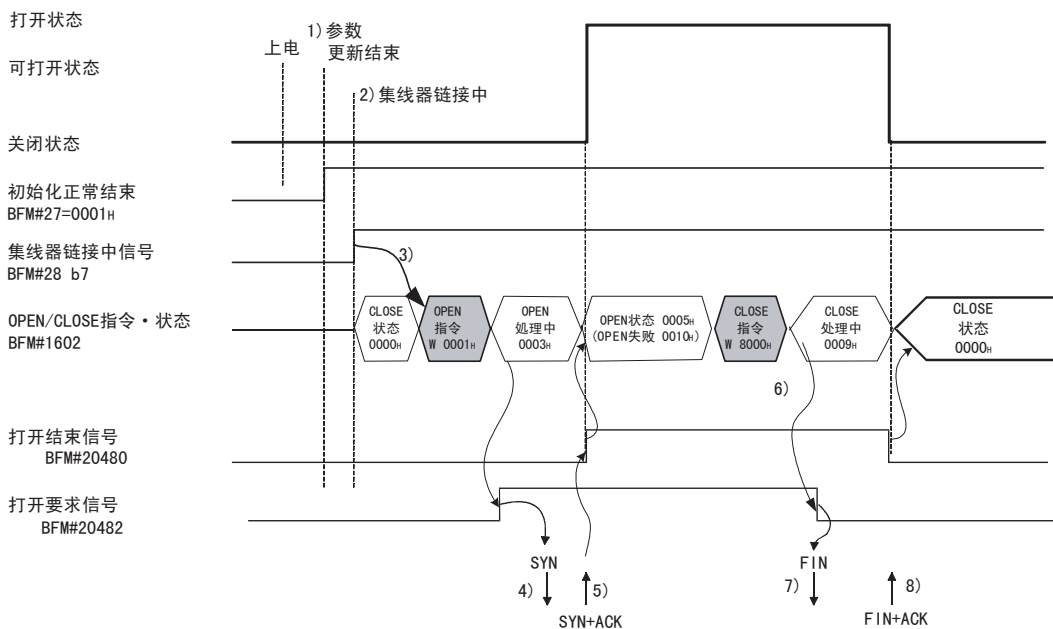 打开状态
可打开状态
关闭状态
上电
1)参数
更新结束
2)集线器链接中
初始化正常结束
BFM#27=0001H
集线器链接中信号
BFM#28 b7
3)
OPEN/CLOSE指令・状态
BFM#1602
CLOSE
状态
0000H
OPEN
指令
W 0001H
OPEN
处理中
0003H
OPEN状态 0005H
(OPEN失败 0010H)
CLOSE
指令
W 8000H
CLOSE
处理中
0009H
CLOSE
状态
0000H
6)
打开结束信号
BFM#20480
打开要求信号
BFM#20482
SYN
FIN
4)
5)
7)
8)
SYN+ACK
FIN+ACK